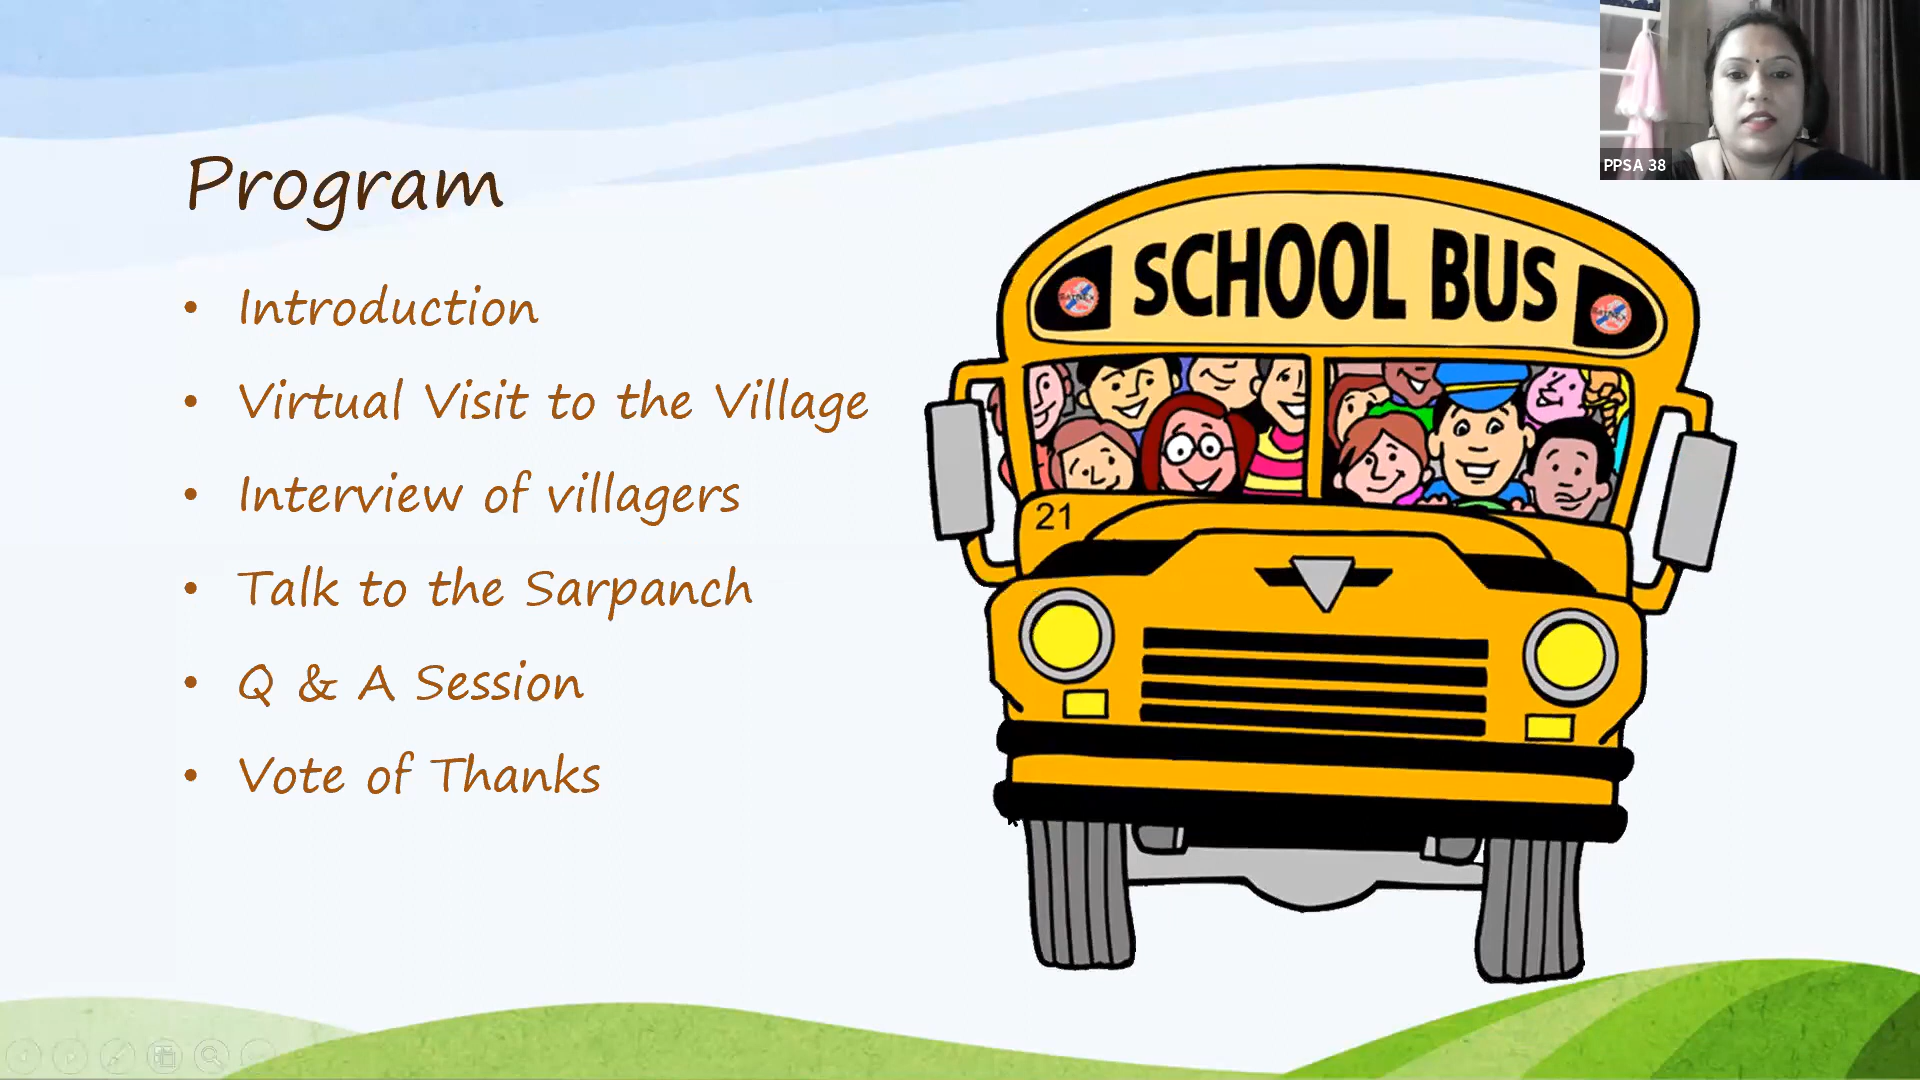 PPSA 38
Program
SCHOOL BUS
• Introduction
• Virtual Visit to the Village
• Interview of villagers
21
• Talk to the Sarpanch
• Q & A Session
• Vote of Thanks